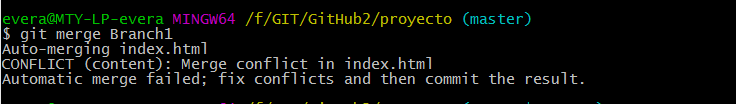 evera@MTY-LP-evera MINGW64 /f/GIT/GitHub2/proyecto (master)
$ git merge Branch1
Auto-merging index.html
CONFLICT (content): Merge conflict in index.html
Automatic merge failed; fix conflicts and then commit the result.